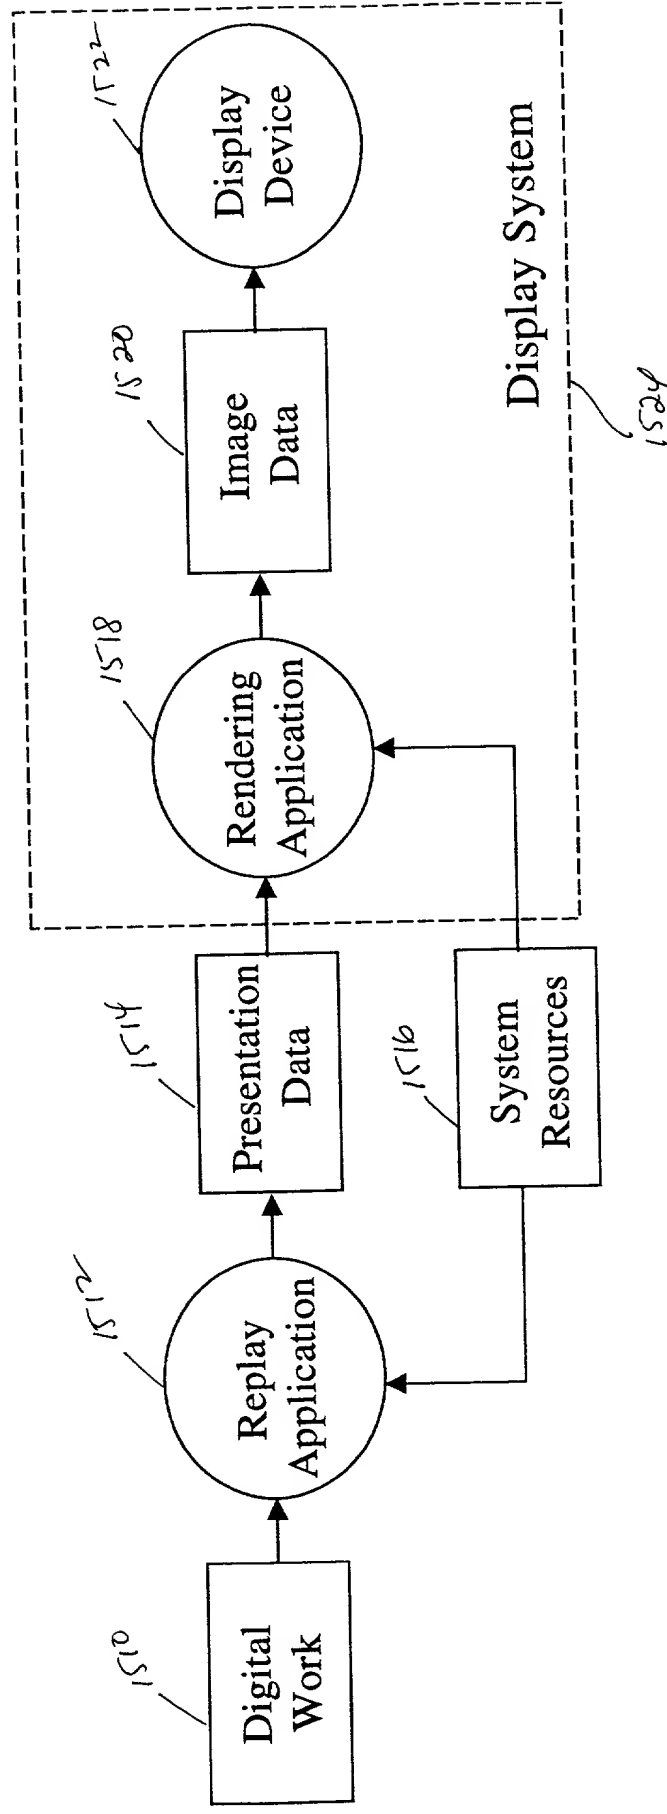 1510
Digital
Work
1512
Replay
Application
1514
Presentation
Data
1516
System
Resources
1518
Rendering
Application
1520
Image
Data
1522
Display
Device
Display System
1524